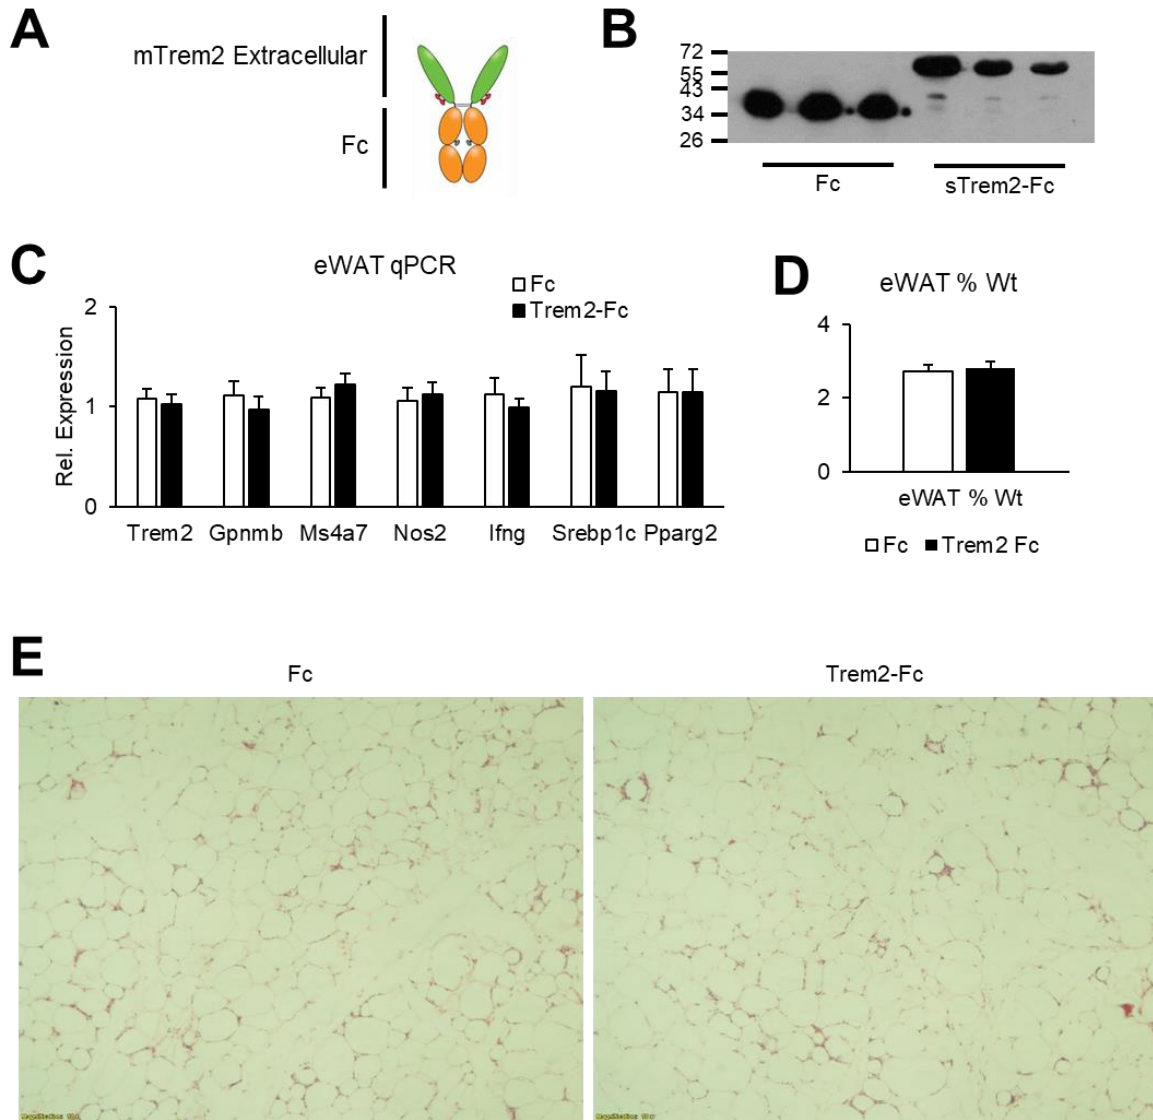 A
mTrem2 Extracellular
Fc
B
72
55
43
34
26
Fc
sTrem2-Fc
C
eWAT qPCR
Fc
Trem2-Fc
2
1
0
Rel. Expression
Trem2 Gpnmb Ms4a7 Nos2 Ifng Srebp1c Pparg2
D
eWAT % Wt
4
2
0
eWAT % Wt
Fc Trem2 Fc
E
Fc
Trem2-Fc